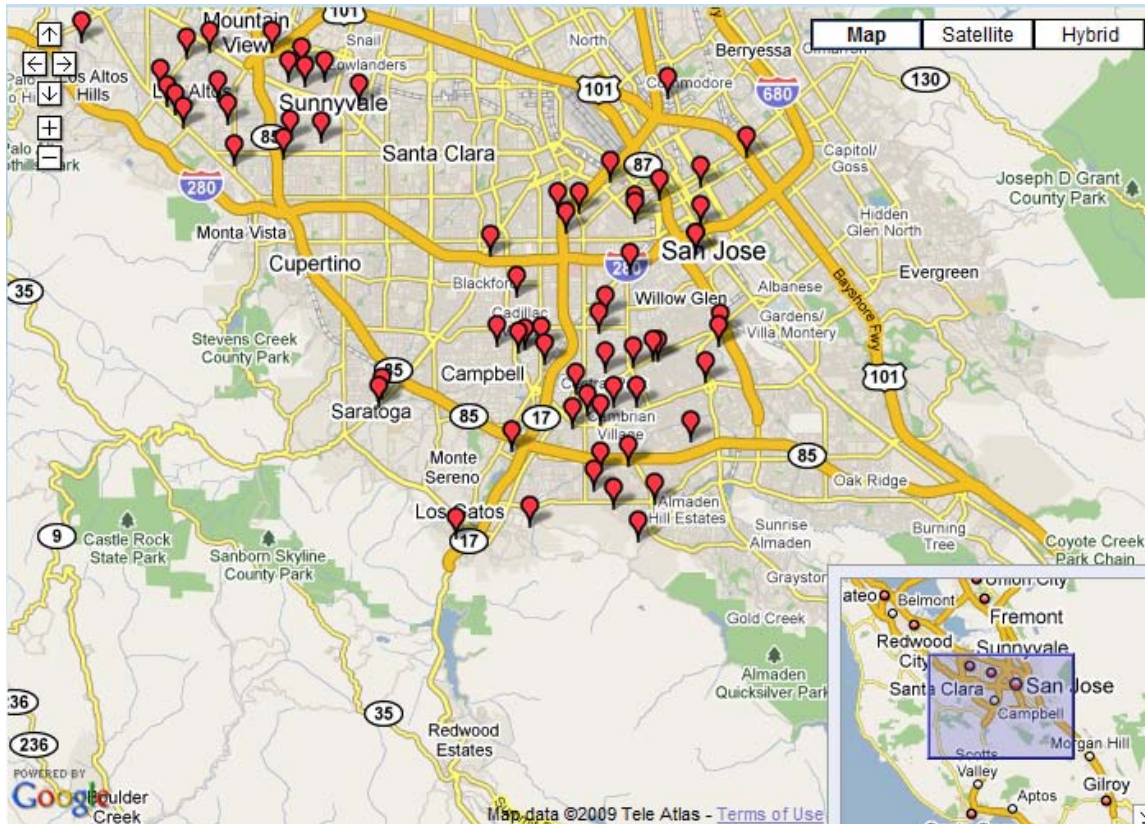 101
Mountain
View
Snail
North
Berryessa
Map
Satellite
Hybrid
Los Altos
Hills
Sunnyvale
101
Commodore
680
130
85
Santa Clara
87
Capitol/
Goss
Joseph D Grant
County Park
280
Monta Vista
Hidden
Glen North
San Jose
280
Cupertino
Evergreen
35
Blackford
Albanese
Willow Glen
Cadillac
Gardens/
Villa Montery
Bayshore Fwy
Stevens Creek
County Park
85
Campbell
101
Saratoga
85
17
Cambrian
Village
85
Monte
Sereno
Oak Ridge
Los Gatos
Almaden
Hill Estates
Sunrise
Almaden
Burning
Tree
9
Castle Rock
State Park
17
Sanborn Skyline
County Park
Coyote Creek
Park Chain
Grayston
Gold Creek
Almaden
Quicksilver Park
35
236
236
Redwood
Estates
Union City
Belmont
Fremont
Redwood
City
Sunnyvale
Santa Clara
San Jose
Campbell
Morgan Hill
Scotts
Valley
Gilroy
Aptos
POWERED BY
Google
Boulder
Creek
Map data ©2009 Tele Atlas - Terms of Use